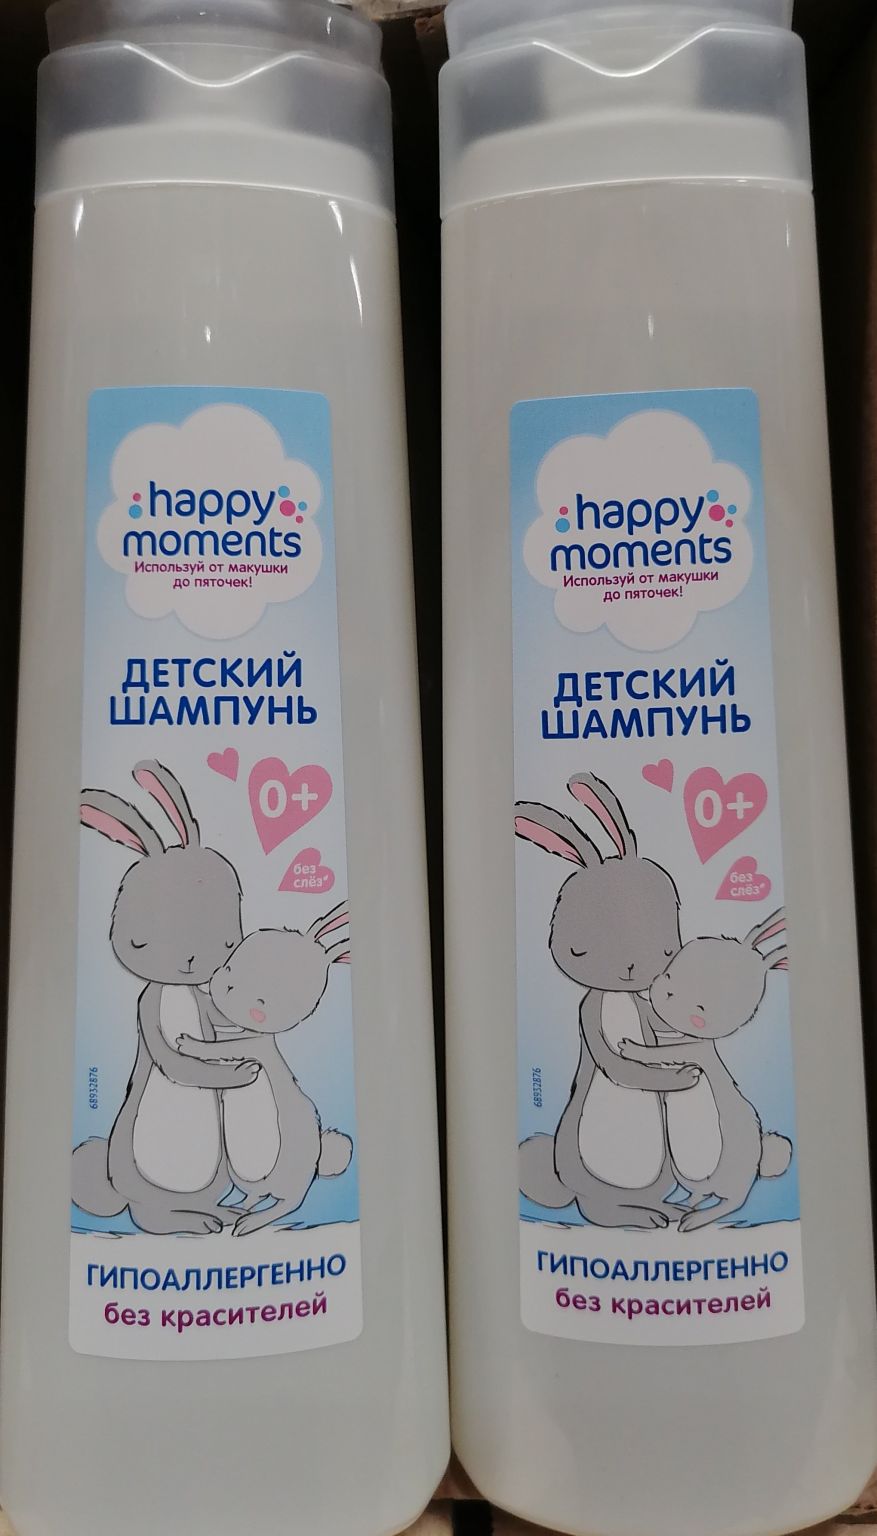 happy
moments
Используй от макушки
до пяточек!
ДЕТСКИЙ
ШАМПУНЬ
0+
без
слёз*
68932876
ГИПОАЛЛЕРГЕННО
без красителей
happy
moments
Используй от макушки
до пяточек!
ДЕТСКИЙ
ШАМПУНЬ
0+
без
слёз*
68932876
ГИПОАЛЛЕРГЕННО
без красителей